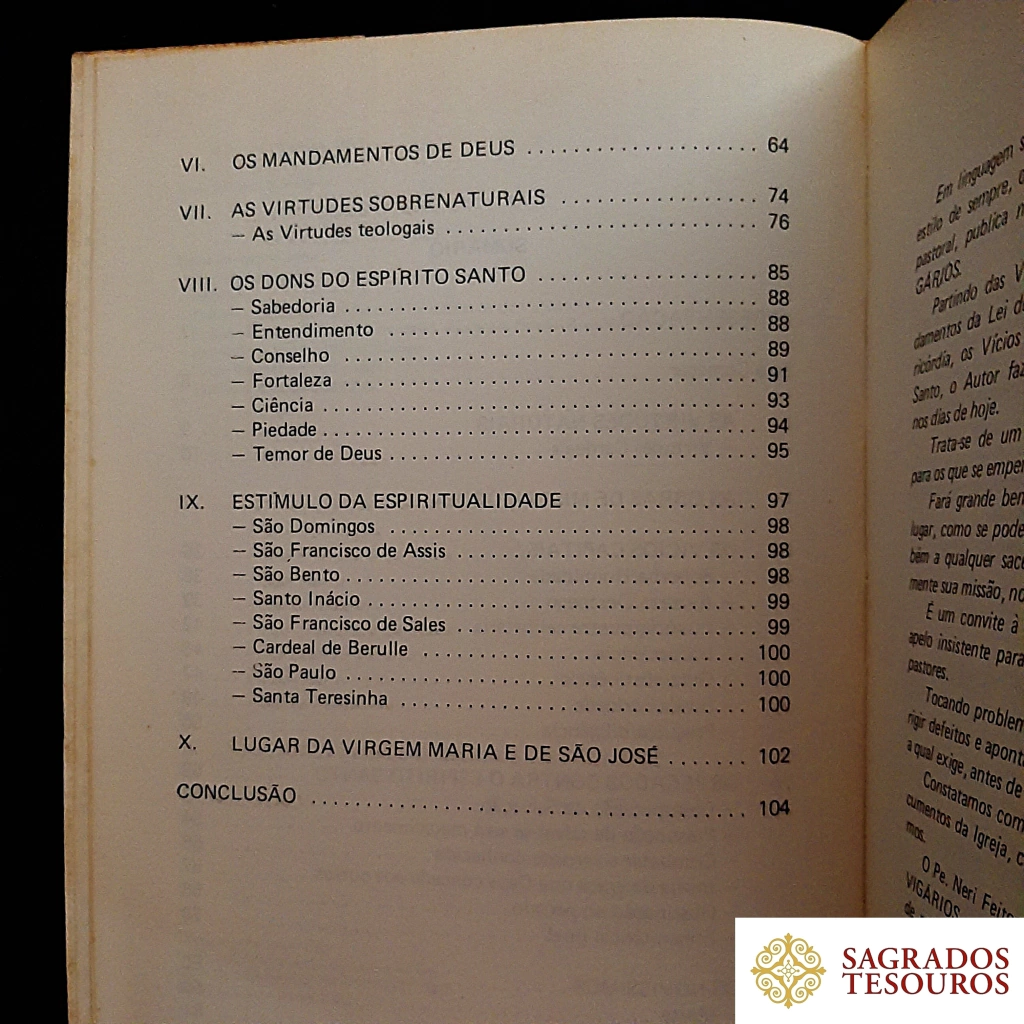 VI. OS MANDAMENTOS DE DEUS .................... 64
VII. AS VIRTUDES SOBRENATURAIS ................. 74
— As Virtudes teologais ........................... 76
VIII. OS DONS DO ESPÍRITO SANTO ................... 85
— Sabedoria .................................... 88
— Entendimento ................................ 88
— Conselho .................................... 89
— Fortaleza .................................... 91
— Ciência ...................................... 93
— Piedade ...................................... 94
— Temor de Deus ................................ 95
IX. ESTÍMULO DA ESPIRITUALIDADE ................ 97
— São Domingos ................................ 98
— São Francisco de Assis .......................... 98
— São Bento .................................... 98
— Santo Inácio .................................. 99
— São Francisco de Sales .......................... 99
— Cardeal de Berulle ............................ 100
— São Paulo .................................... 100
— Santa Teresinha .............................. 100
X. LUGAR DA VIRGEM MARIA E DE SÃO JOSÉ ....... 102
CONCLUSÃO .................................... 104
Em linguagem
estilo de sempre,
pastoral, publica
GÁRIOS.
Partindo das
damentos da Lei
ricórdia, os Vícios
Santo, o Autor faz
nos dias de hoje.
Trata-se de um
para os que se
Fará grande bem
lugar, como se pode
bém a qualquer
mente sua missão,
É um convite à
apelo insistente para
pastores.
Tocando
rigir defeitos e
a qual exige, antes de
Constatamos com
cumentos da Igreja,
mos.
O Pe. Neri
VIGÁRIOS
de
SAGRADOS
TESOUROS